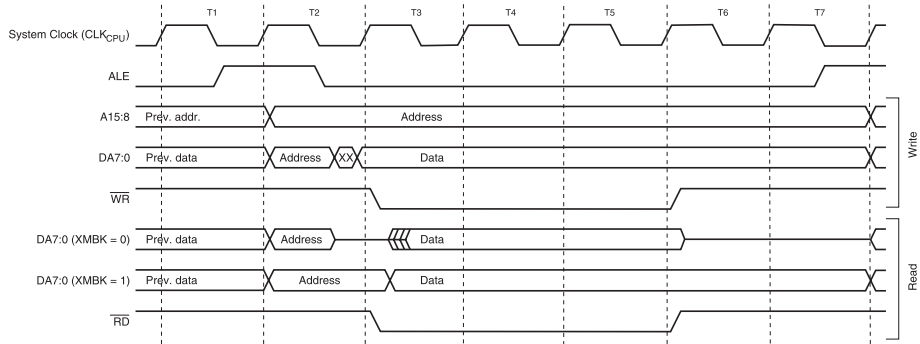 T1 T2 T3 T4 T5 T6 T7
System Clock (CLKCPU)
ALE
A15:8 Prev. addr. Address
DA7:0 Prev. data Address XX Data
WR
Write
DA7:0 (XMBK = 0) Prev. data Address Data
DA7:0 (XMBK = 1) Prev. data Address Data
RD
Read